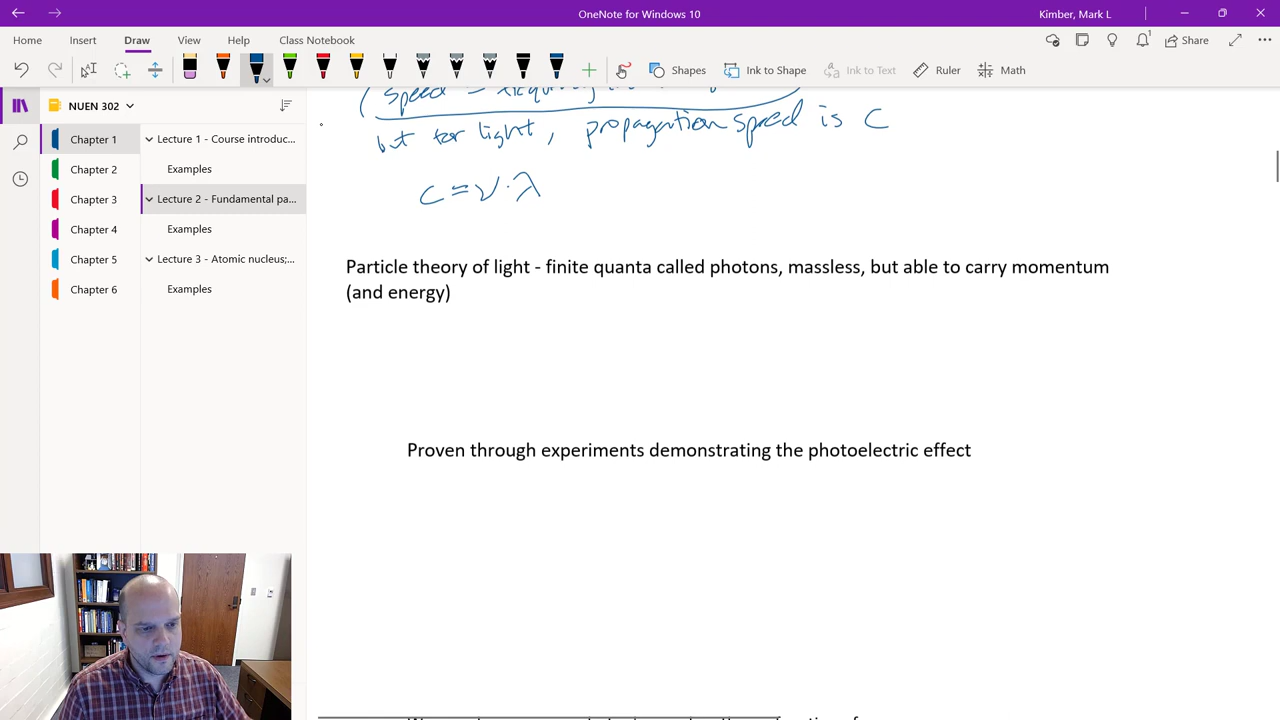 OneNote for Windows 10
Kimber, Mark L
Home
Insert
Draw
View
Help
Class Notebook
Share
Shapes
Ink to Shape
Ink to Text
Ruler
Math
NUEN 302
Chapter 1
Chapter 2
Chapter 3
Chapter 4
Chapter 5
Chapter 6
Lecture 1 - Course introduc...
Examples
Lecture 2 - Fundamental pa...
Examples
Lecture 3 - Atomic nucleus;...
Examples
speed =
but for light, propagation speed is c
c = ν · λ
Particle theory of light - finite quanta called photons, massless, but able to carry momentum
(and energy)
Proven through experiments demonstrating the photoelectric effect